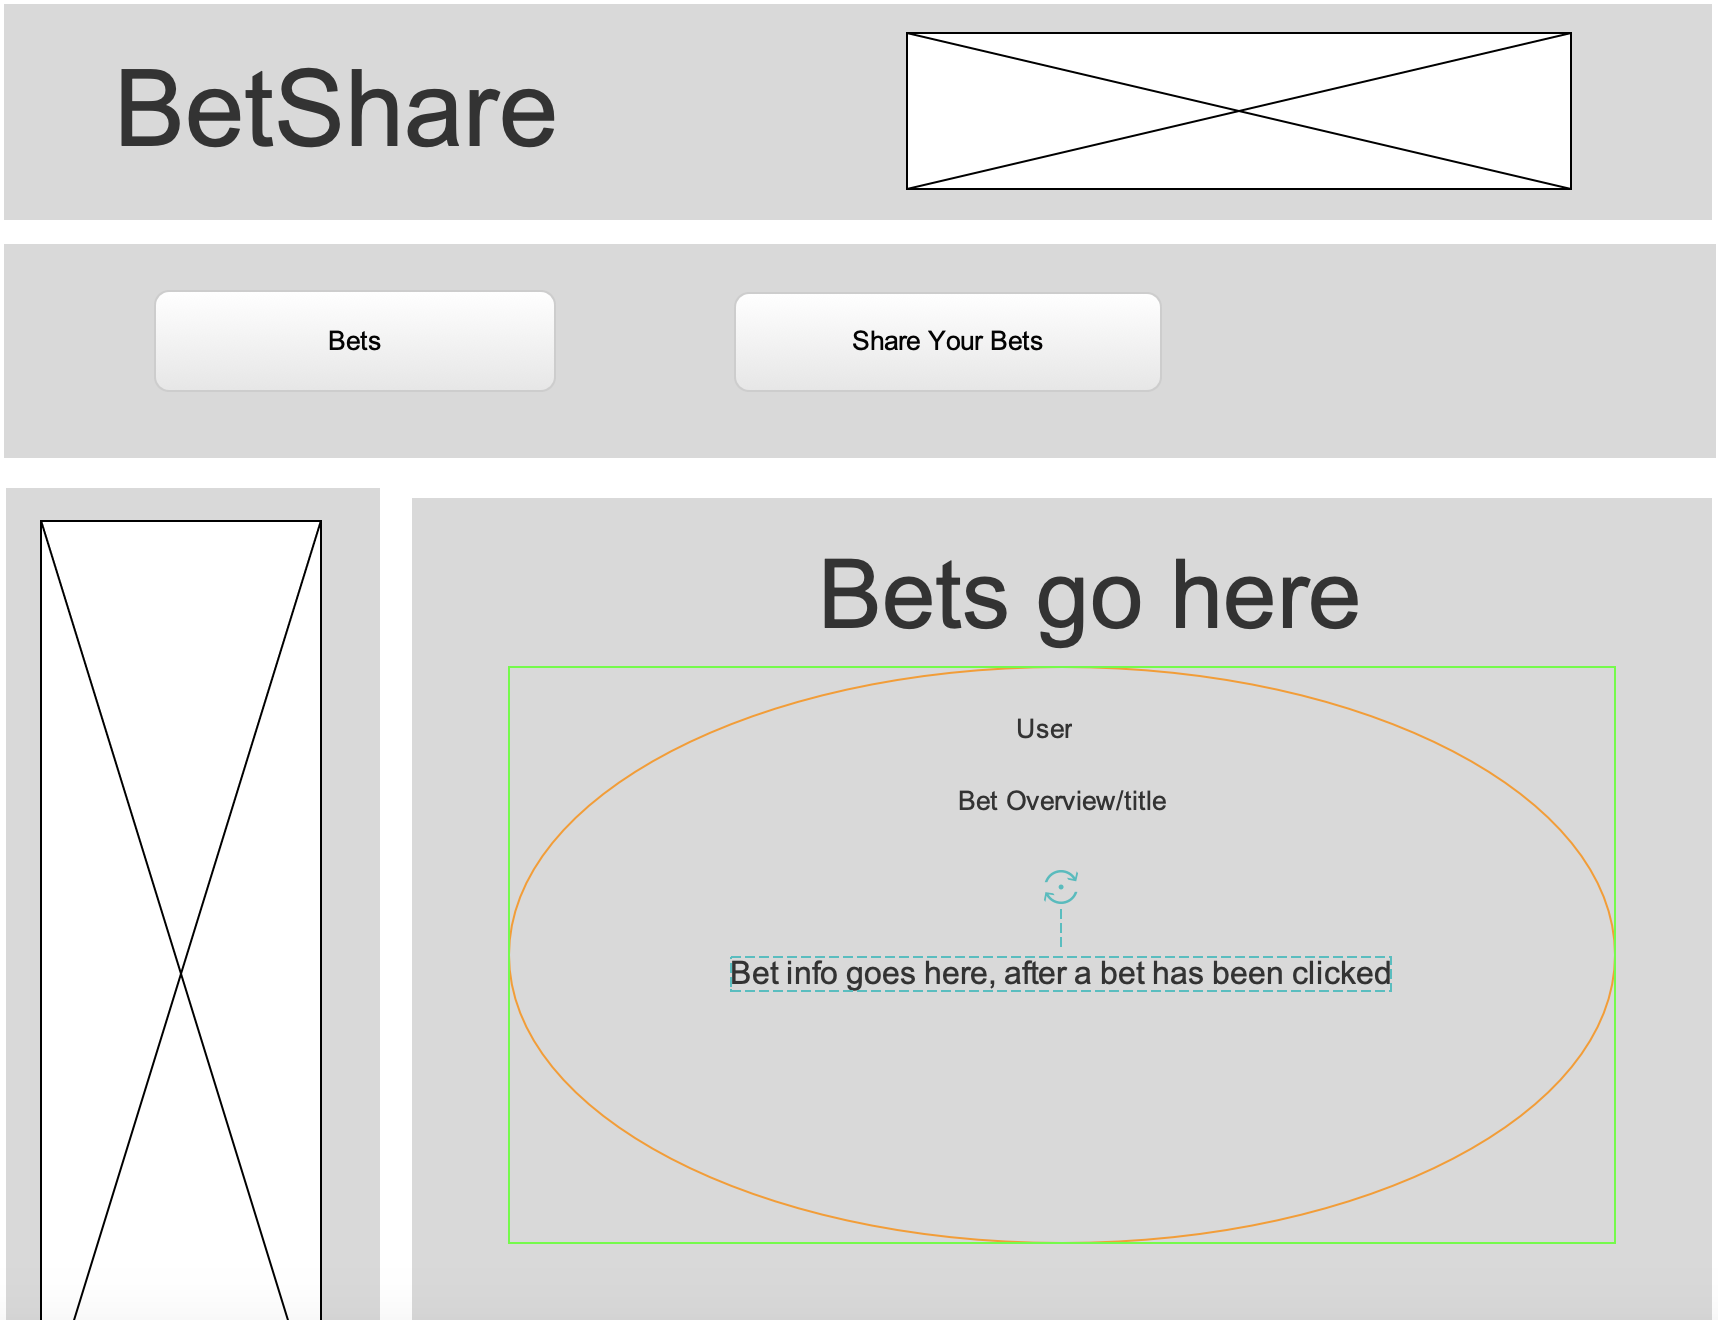 BetShare
Bets
Share Your Bets
Bets go here
User
Bet Overview/title
Bet info goes here, after a bet has been clicked